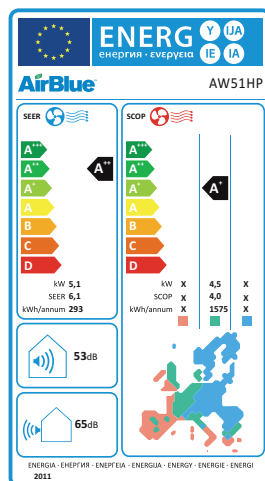 ENERG Y IJA
енергия · ενεργεια IE IA
AirBlue® AW51HP
SEER SCOP
A+++ A+++
A++ A++ A++
A+ A+ A+
A A
B B
C C
D D
kW 5,1 kW X 4,5 X
SEER 6,1 SCOP X 4,0 X
kWh/annum 293 kWh/annum X 1575 X
53dB
65dB
ENERGIA · ЕНЕРГИЯ · ΕΝΕΡΓΕΙΑ · ENERGIJA · ENERGY · ENERGIE · ENERGI
2011